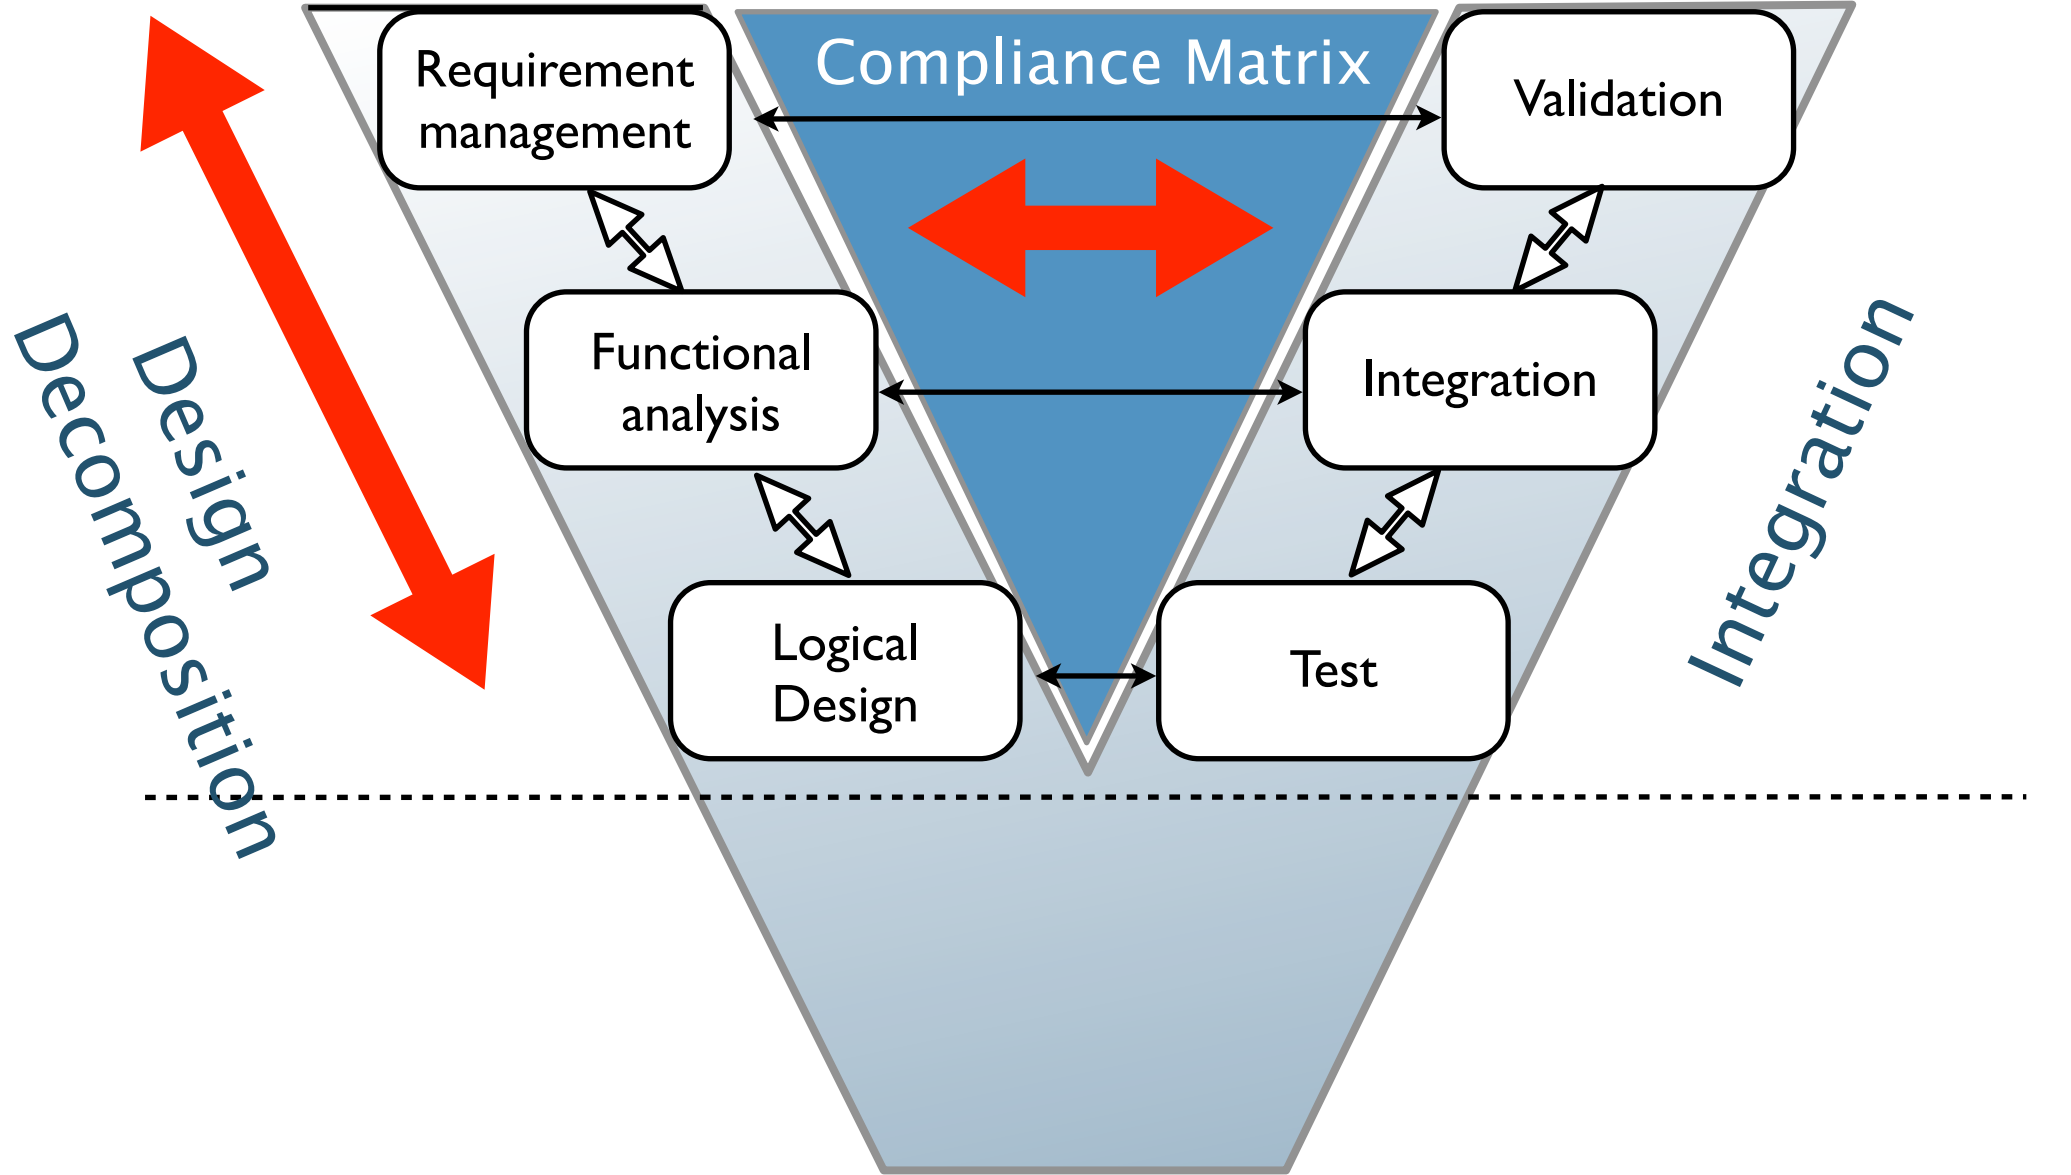 Compliance Matrix
Requirement
management
Validation
Functional
analysis
Integration
Logical
Design
Test
Design
Decomposition
Integration